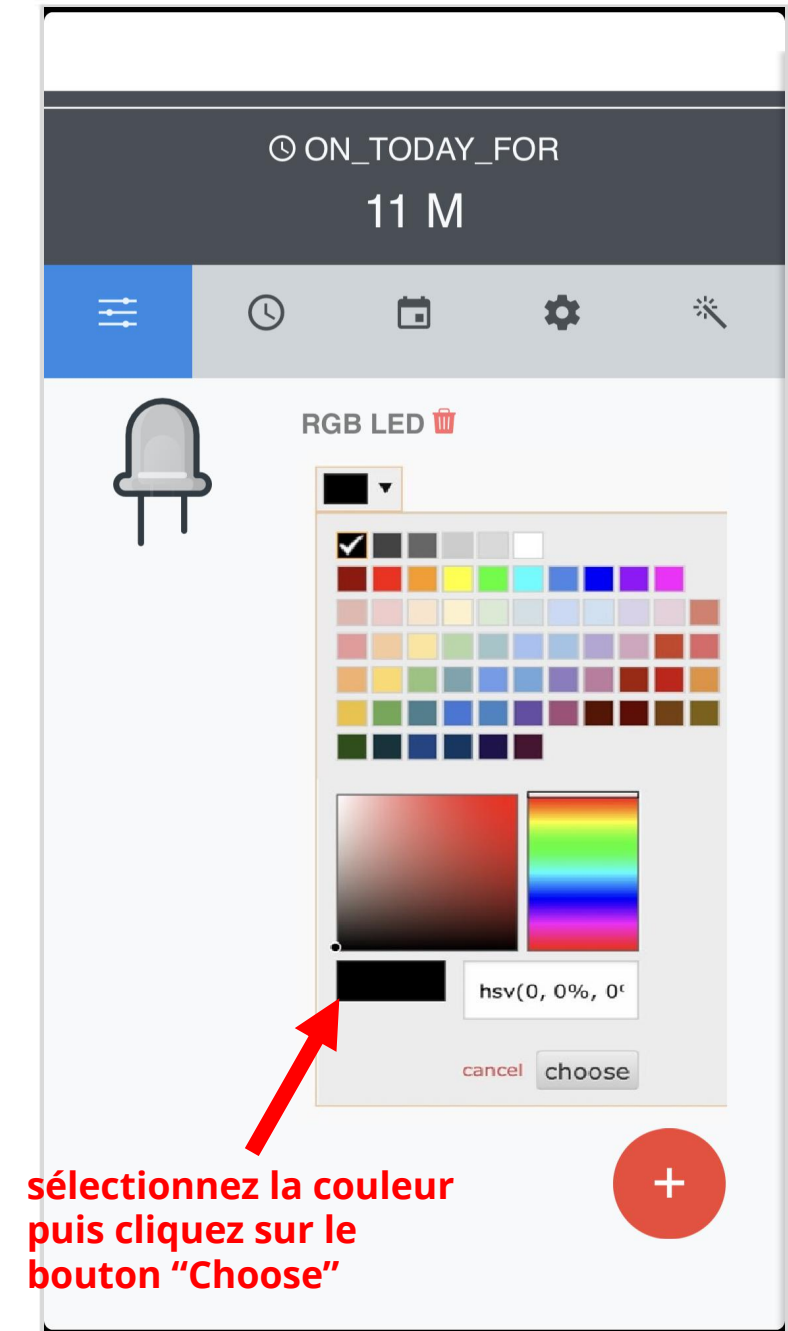 ON_TODAY_FOR
11 M
RGB LED
hsv(0, 0%, 0
cancel choose
sélectionnez la couleur
puis cliquez sur le
bouton “Choose”